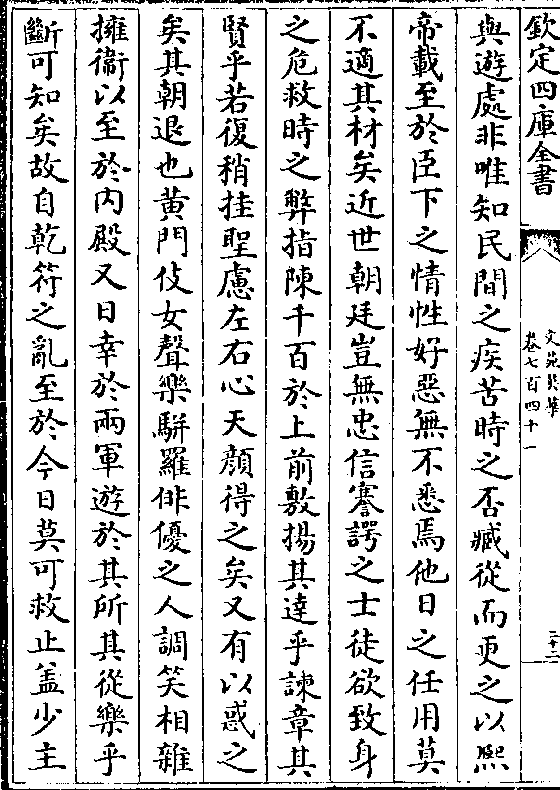 欽定四庫全書
文苑英華
卷七百四十一
二十二
與遊處非唯知民間之疾苦時之否臧從而更之以熙
帝載至於臣下之情性好惡無不悉焉他日之任用莫
不適其材矣近世朝廷豈無忠信謇諤之士徒欲致身
之危救時之弊指陳千百於上前敷揚其達乎諫章其
賢乎若復稍挂聖慮左右心天顔得之矣又有以惑之
矣其朝退也黄門伎女聲樂駢羅俳優之人調笑相雜
擁衞以至於内殿又日幸於兩軍遊於其所其從樂乎
斷可知矣故自乾符之亂至於今日莫可救止盖少主